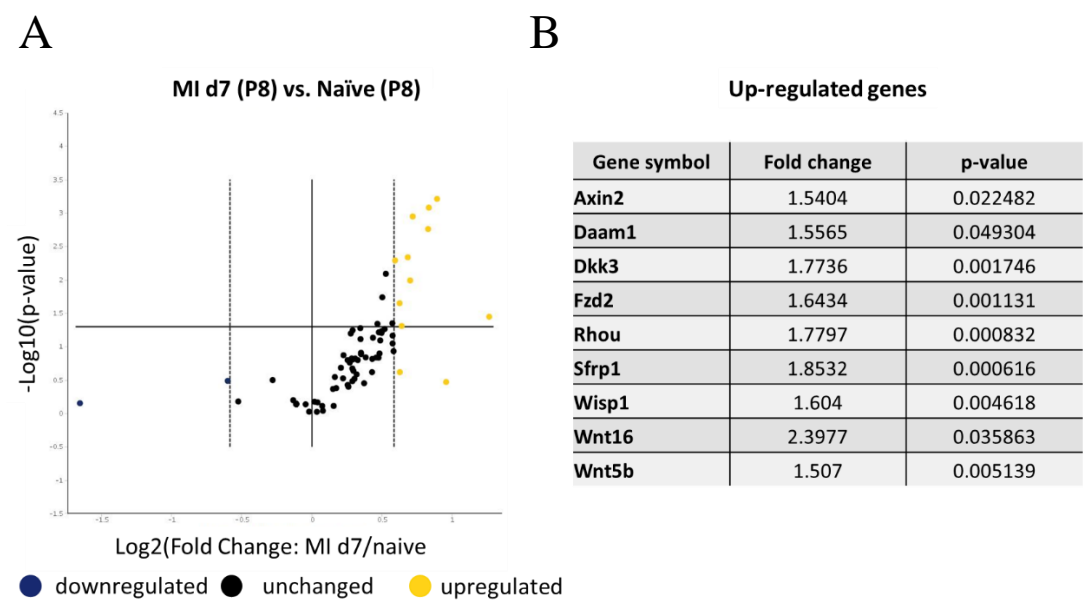 A
B
MI d7 (P8) vs. Naïve (P8)
-Log10(p-value)
4.5
4
3.5
3
2.5
2
1.5
1
0.5
0
-0.5
-1
-1.5
-1.5 -1 -0.5 0 0.5 1
Log2(Fold Change: MI d7/naive
downregulated unchanged upregulated
Up-regulated genes
Gene symbol Fold change p-value
Axin2 1.5404 0.022482
Daam1 1.5565 0.049304
Dkk3 1.7736 0.001746
Fzd2 1.6434 0.001131
Rhou 1.7797 0.000832
Sfrp1 1.8532 0.000616
Wisp1 1.604 0.004618
Wnt16 2.3977 0.035863
Wnt5b 1.507 0.005139